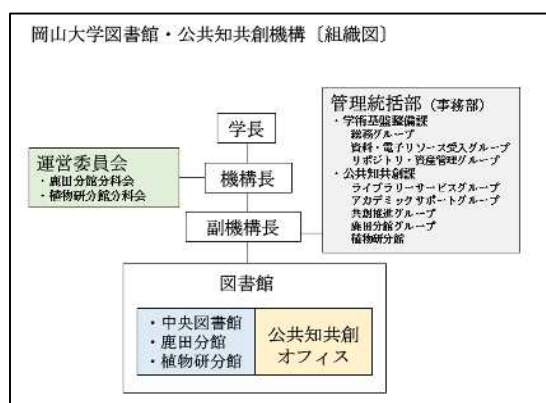 岡山大学図書館・公共知共創機構〔組織図〕
学長
機構長
副機構長
運営委員会
・鹿田分館分科会
・植物研分館分科会
管理統括部（事務部）
・学術基盤整備課
総務グループ
資料・電子リソース受入グループ
リポジトリ・資産管理グループ
・公共知共創課
ライブラリーサービスグループ
アカデミックサポートグループ
共創推進グループ
鹿田分館グループ
植物研分館
図書館
・中央図書館
・鹿田分館
・植物研分館
公共知共創
オフィス